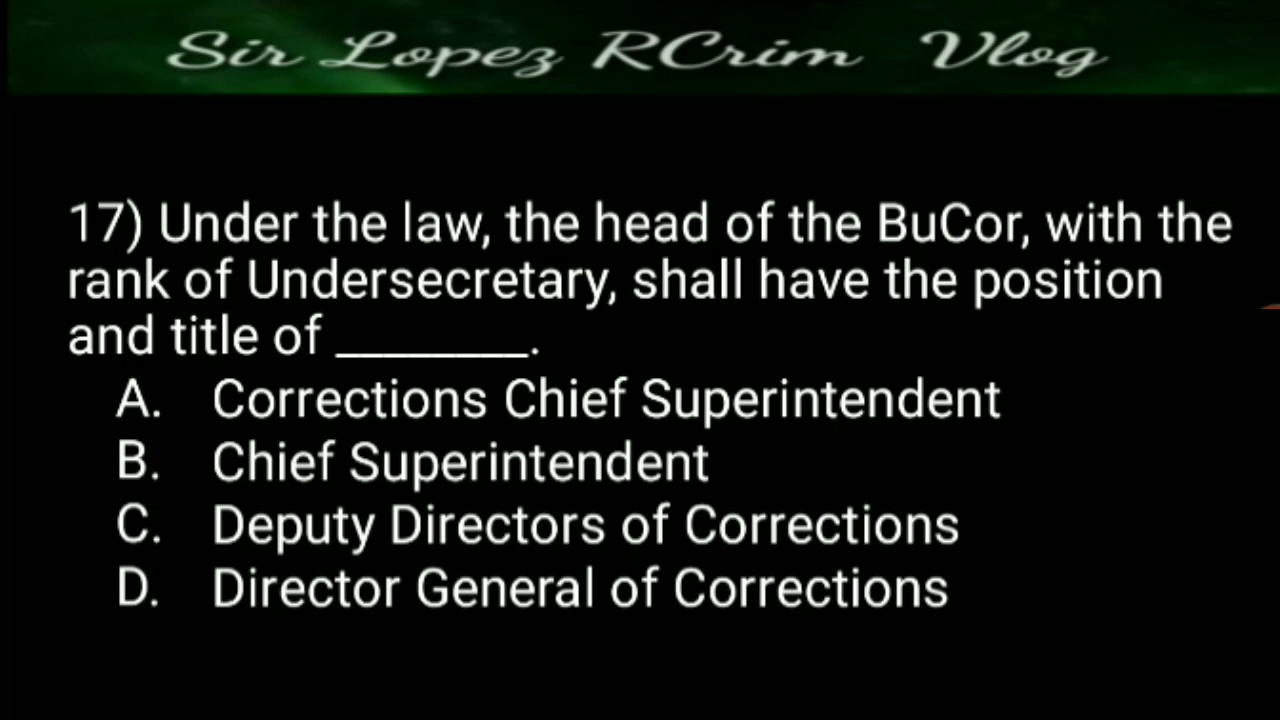 Sir Lopez RCrim Vlog
17) Under the law, the head of the BuCor, with the
rank of Undersecretary, shall have the position
and title of ________.
A. Corrections Chief Superintendent
B. Chief Superintendent
C. Deputy Directors of Corrections
D. Director General of Corrections